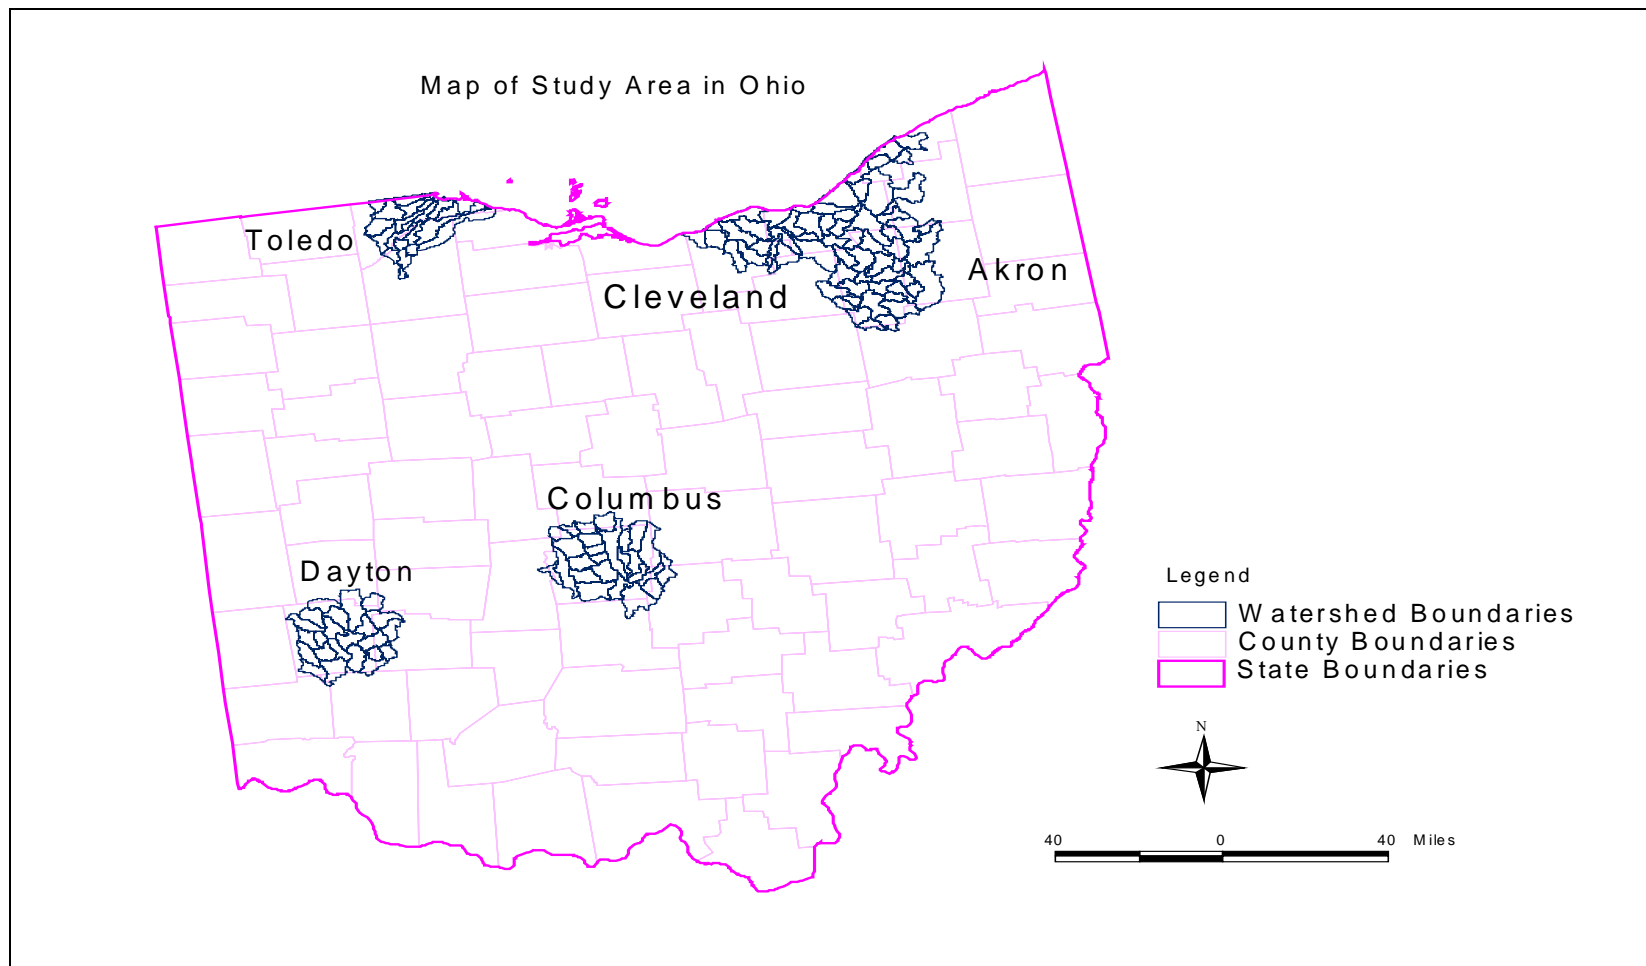 Map of Study Area in Ohio
Toledo
Akron
Cleveland
Columbus
Dayton
Legend
Watershed Boundaries
County Boundaries
State Boundaries
N
40 0 40 Miles